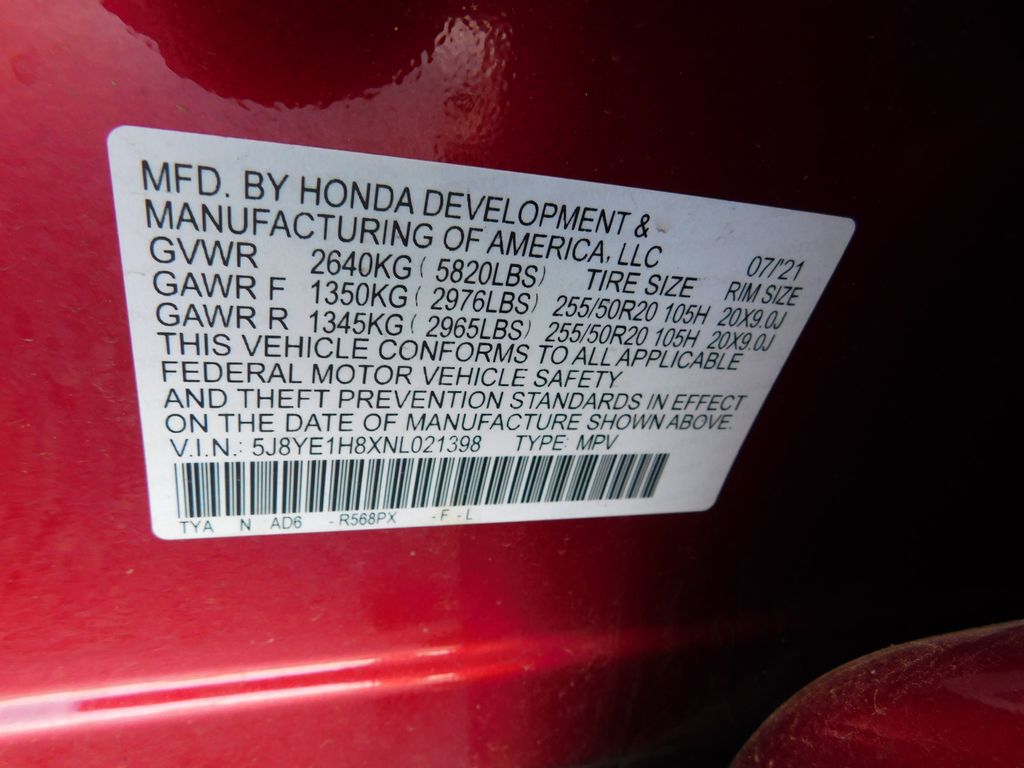 MFD. BY HONDA DEVELOPMENT &
MANUFACTURING OF AMERICA, LLC 07/'21
GVWR 2640KG ( 5820LBS) TIRE SIZE RIM SIZE
GAWR F 1350KG ( 2976LBS) 255/50R20 105H 20X9.0J
GAWR R 1345KG ( 2965LBS) 255/50R20 105H 20X9.0J
THIS VEHICLE CONFORMS TO ALL APPLICABLE
FEDERAL MOTOR VEHICLE SAFETY
AND THEFT PREVENTION STANDARDS IN EFFECT
ON THE DATE OF MANUFACTURE SHOWN ABOVE.
V.I.N.: 5J8YE1H8XNL021398 TYPE: MPV
TYA N AD6 -R568PX -F -L